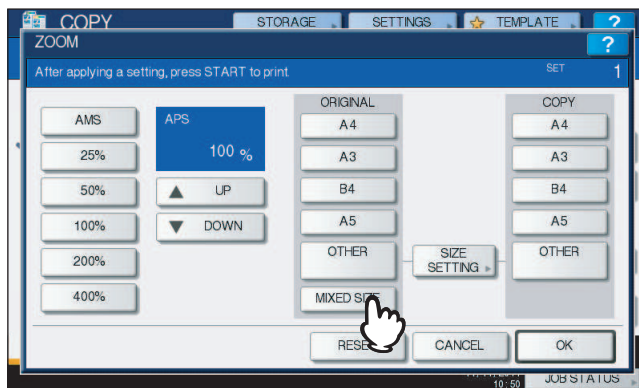 COPY
STORAGE SETTINGS TEMPLATE ?
ZOOM ?
After applying a setting, press START to print. SET 1
ORIGINAL COPY
AMS APS A4 A4
25% 100 % A3 A3
50% UP B4 B4
100% DOWN A5 A5
200% OTHER SIZE SETTING OTHER
400% MIXED SIZE
CANCEL OK
10:50 JOB STATUS